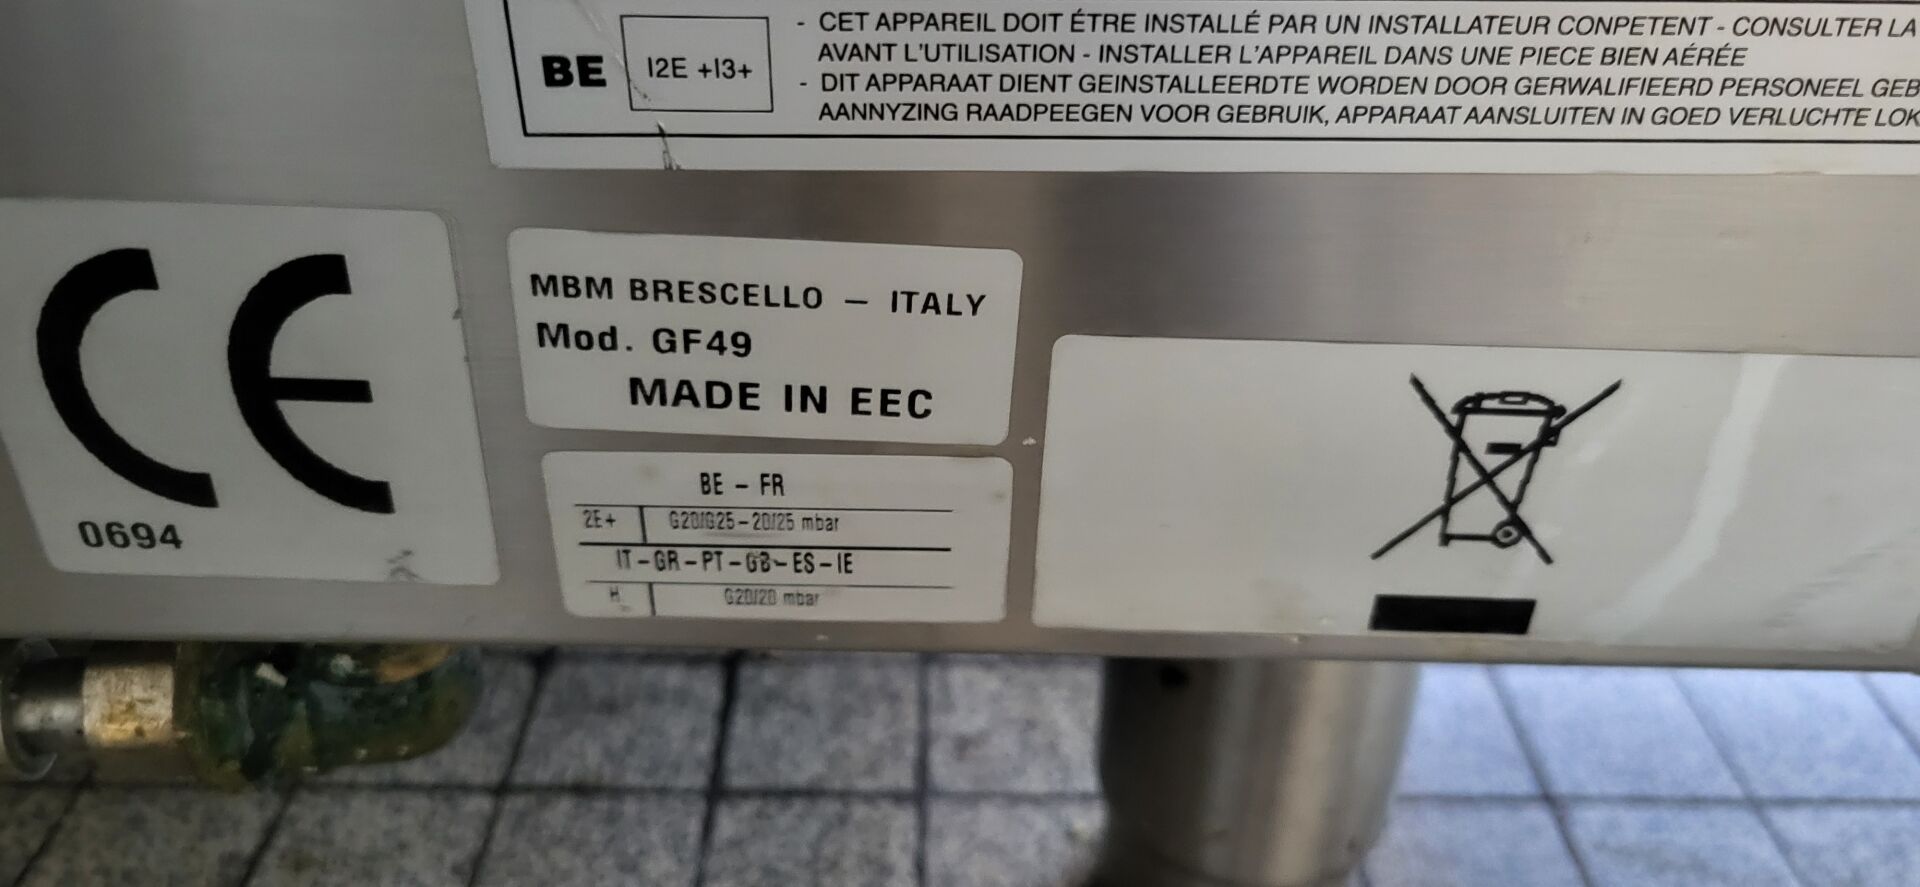 - CET APPAREIL DOIT ÉTRE INSTALLÉ PAR UN INSTALLATEUR CONPETENT - CONSULTER LA
AVANT L'UTILISATION - INSTALLER L'APPAREIL DANS UNE PIECE BIEN AÉRÉE
BE I2E +I3+
- DIT APPARAAT DIENT GEINSTALLEERDTE WORDEN DOOR GERWALIFIEERD PERSONEEL GEB
AANNYZING RAADPEEGEN VOOR GEBRUIK, APPARAAT AANSLUITEN IN GOED VERLUCHTE LOK
CE
0694
MBM BRESCELLO – ITALY
Mod. GF49
MADE IN EEC
BE – FR
2E+ G20/G25–20/25 mbar
IT–GR–PT–GB–ES–IE
H G20/20 mbar